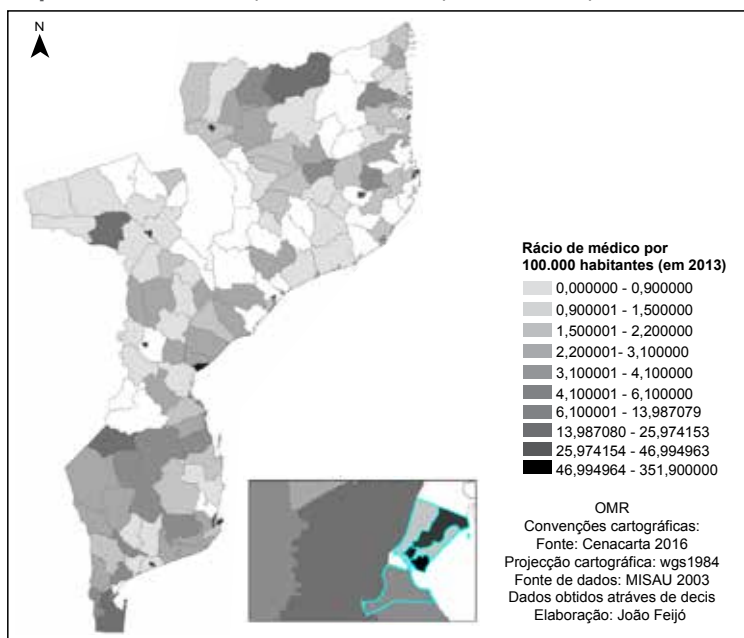 N
Rácio de médico por
100.000 habitantes (em 2013)
0,000000 - 0,900000
0,900001 - 1,500000
1,500001 - 2,200000
2,200001- 3,100000
3,100001 - 4,100000
4,100001 - 6,100000
6,100001 - 13,987079
13,987080 - 25,974153
25,974154 - 46,994963
46,994964 - 351,900000
OMR
Convenções cartográficas:
Fonte: Cenacarta 2016
Projecção cartográfica: wgs1984
Fonte de dados: MISAU 2003
Dados obtidos atráves de decis
Elaboração: João Feijó